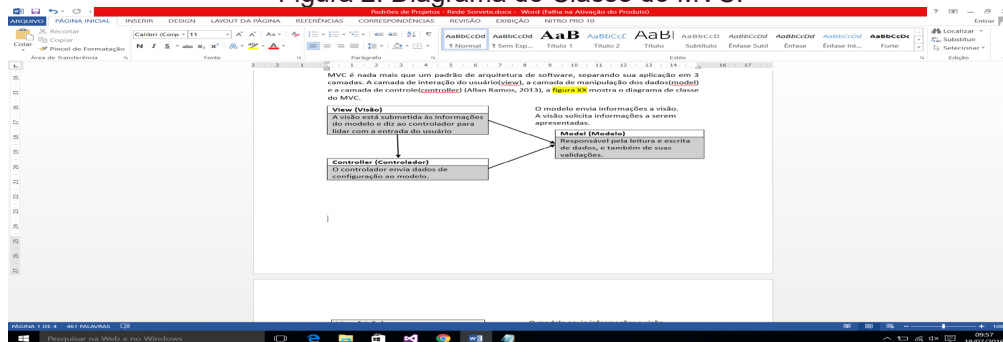 Figura 2: Diagrama de Classe do MVC.
Padrões de Projetos - Rede Sorvete.docx - Word (Falha na Ativação do Produto)
ARQUIVO PÁGINA INICIAL INSERIR DESIGN LAYOUT DA PÁGINA REFERÊNCIAS CORRESPONDÊNCIAS REVISÃO EXIBIÇÃO NITRO PRO 10 Entrar
Colar
Recortar
Copiar
Pincel de Formatação
Área de Transferência
Calibri (Corp 11
Fonte
Parágrafo
AaBbCcDd AaBbCcDd AaB AaBbCcE AaBl AaBbCcD AaBbCcDd AaBbCcDd AaBbCcDd AaBbCcDc
1 Normal 1 Sem Esp... Título 1 Título 2 Título Subtítulo Ênfase Sutil Ênfase Ênfase Int... Forte
Estilo
Localizar
Substituir
Selecionar
Edição
MVC é nada mais que um padrão de arquitetura de software, separando sua aplicação em 3
camadas. A camada de interação do usuário(view), a camada de manipulação dos dados(model)
e a camada de controle(controller) (Allan Ramos, 2013), a figura XX mostra o diagrama de classe
do MVC.
View (Visão)
A visão está submetida às informações
do modelo e diz ao controlador para
lidar com a entrada do usuário
O modelo envia informações a visão.
A visão solicita informações a serem
apresentadas.
Model (Modelo)
Responsável pela leitura e escrita
de dados, e também de suas
validações.
Controller (Controlador)
O controlador envia dados de
configuração ao modelo.
PÁGINA 1 DE 4 461 PALAVRAS
Pesquisar na Web e no Windows
09:57